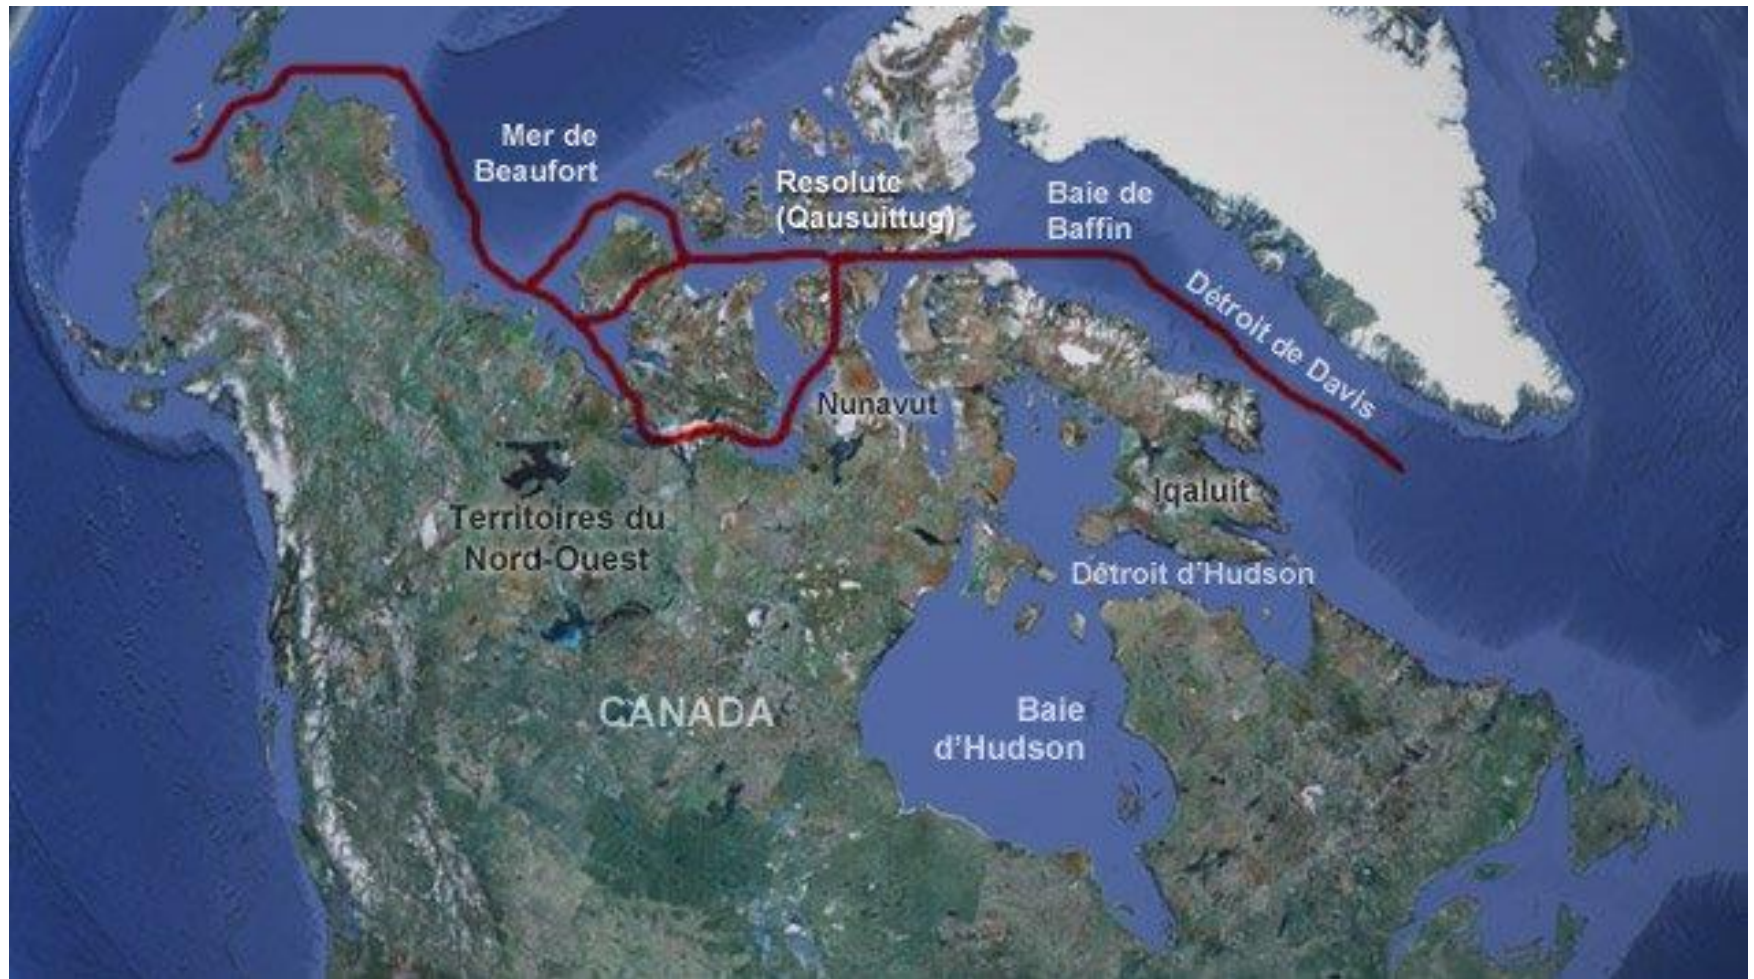 Mer de
Beaufort
Resolute
(Qausuittug)
Baie de
Baffin
Détroit de Davis
Nunavut
Iqaluit
Territoires du
Nord-Ouest
Détroit d'Hudson
CANADA
Baie
d'Hudson